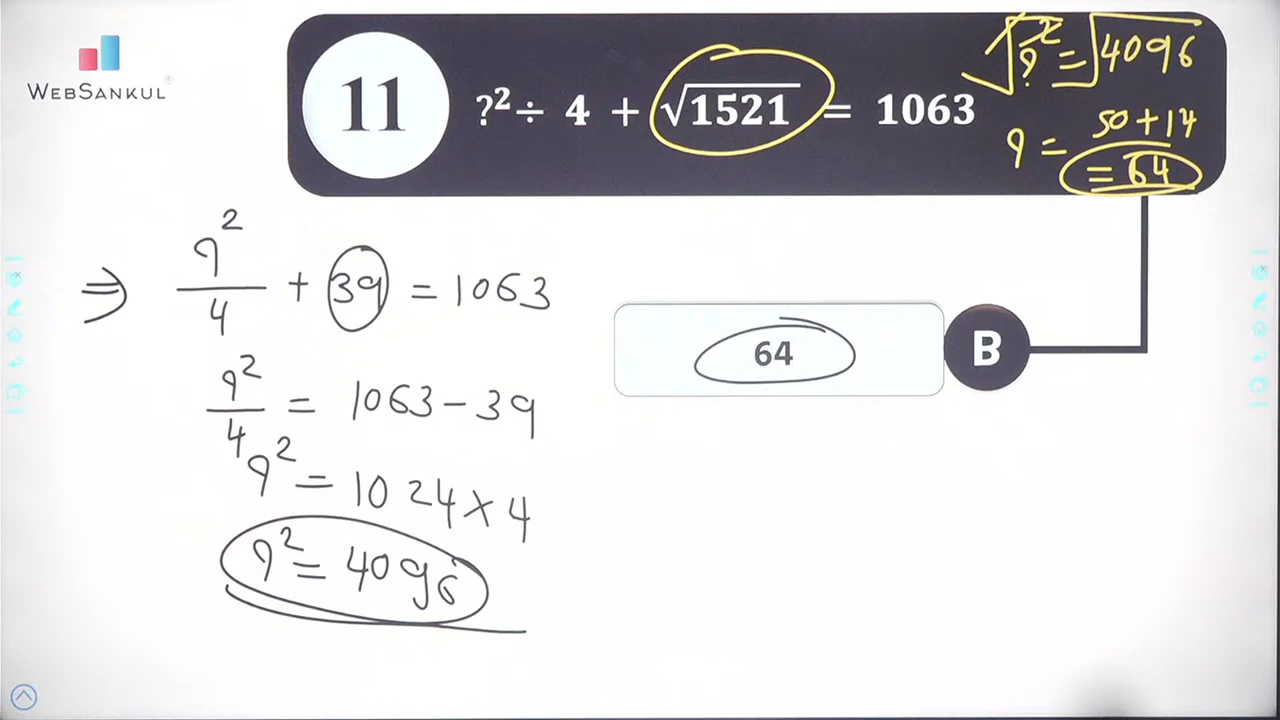 WEBSANKUL
11
?² ÷ 4 + √1521 = 1063
√?² = √4096
? = 50 + 14
= 64
⇒ ?²/4 + 39 = 1063
?²/4 = 1063 - 39
?² = 1024 × 4
?² = 4096
64
B